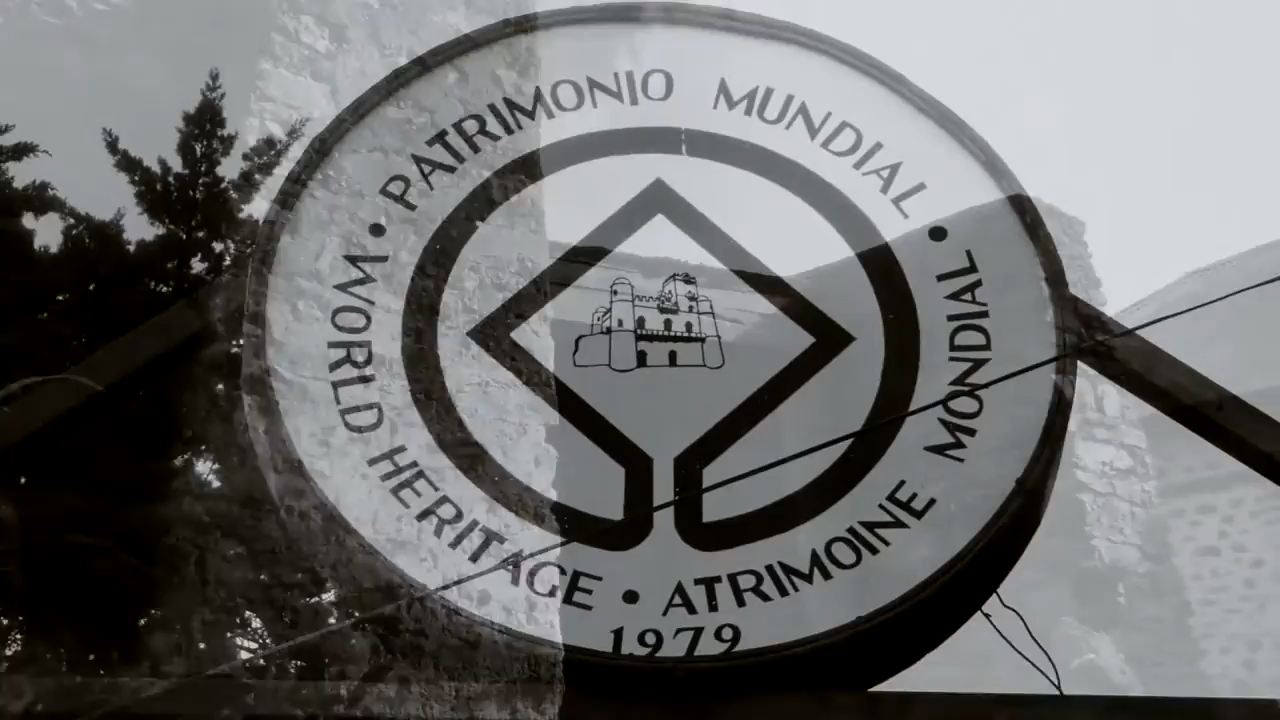 • PATRIMONIO MUNDIAL •
WORLD HERITAGE • ATRIMOINE MONDIAL
1979